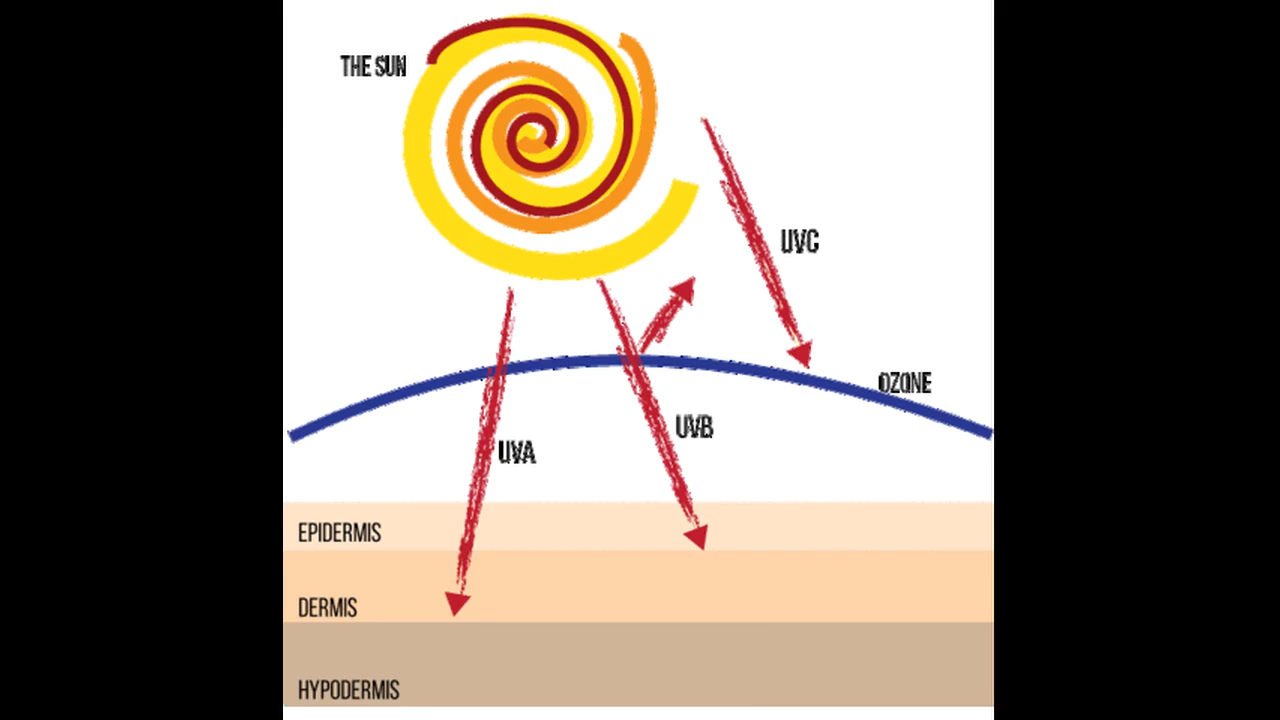 THE SUN
UVC
OZONE
UVB
UVA
EPIDERMIS
DERMIS
HYPODERMIS